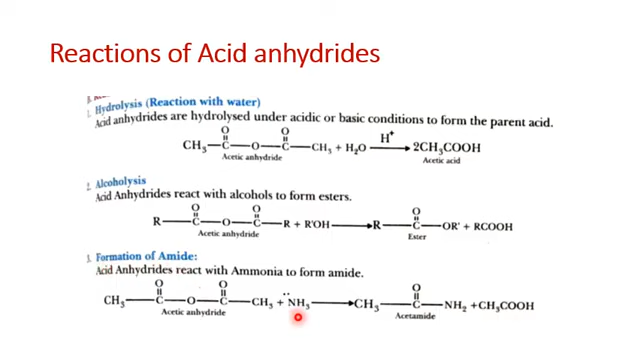 Reactions of Acid anhydrides
1. Hydrolysis (Reaction with water)
Acid anhydrides are hydrolysed under acidic or basic conditions to form the parent acid.
O O
CH₃—C—O—C—CH₃ + H₂O —H⁺→ 2CH₃COOH
Acetic anhydride Acetic acid
2. Alcoholysis
Acid Anhydrides react with alcohols to form esters.
O O O
R—C—O—C—R + R'OH→R—C—OR' + RCOOH
Acetic anhydride Ester
3. Formation of Amide:
Acid Anhydrides react with Ammonia to form amide.
O O O
CH₃—C—O—C—CH₃ + N̈H₃→CH₃—C—NH₂ +CH₃COOH
Acetic anhydride Acetamide